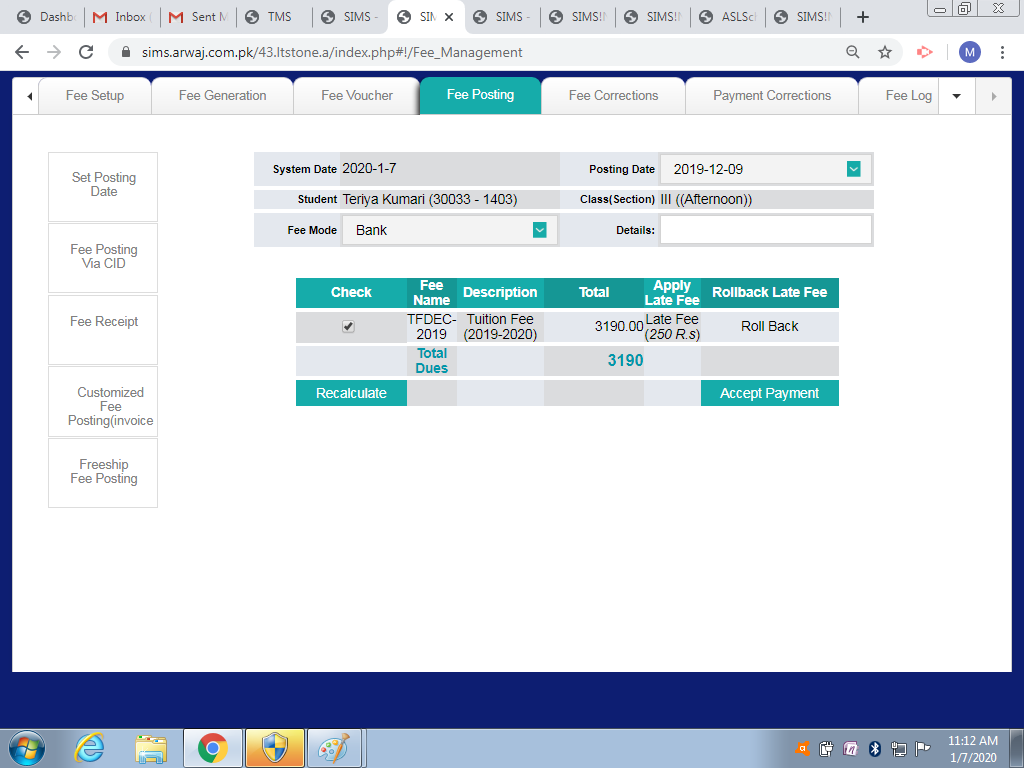 Dashb
Inbox (
Sent M
TMS
SIMS -
SIM
SIMS -
SIMS!
SIMS!
ASLSc
SIMS!
sims.arwaj.com.pk/43.ltstone.a/index.php#!/Fee_Management
M
Fee Setup
Fee Generation
Fee Voucher
Fee Posting
Fee Corrections
Payment Corrections
Fee Log
Set Posting
Date
Fee Posting
Via CID
Fee Receipt
Customized
Fee
Posting(invoice
Freeship
Fee Posting
System Date 2020-1-7 Posting Date 2019-12-09
Student Teriya Kumari (30033 - 1403) Class(Section) III ((Afternoon))
Fee Mode Bank Details:
Check Fee Name Description Total Apply Late Fee Rollback Late Fee
TFDEC-2019 Tuition Fee (2019-2020) 3190.00 Late Fee (250 R.s) Roll Back
Total Dues 3190
Recalculate Accept Payment
11:12 AM
1/7/2020